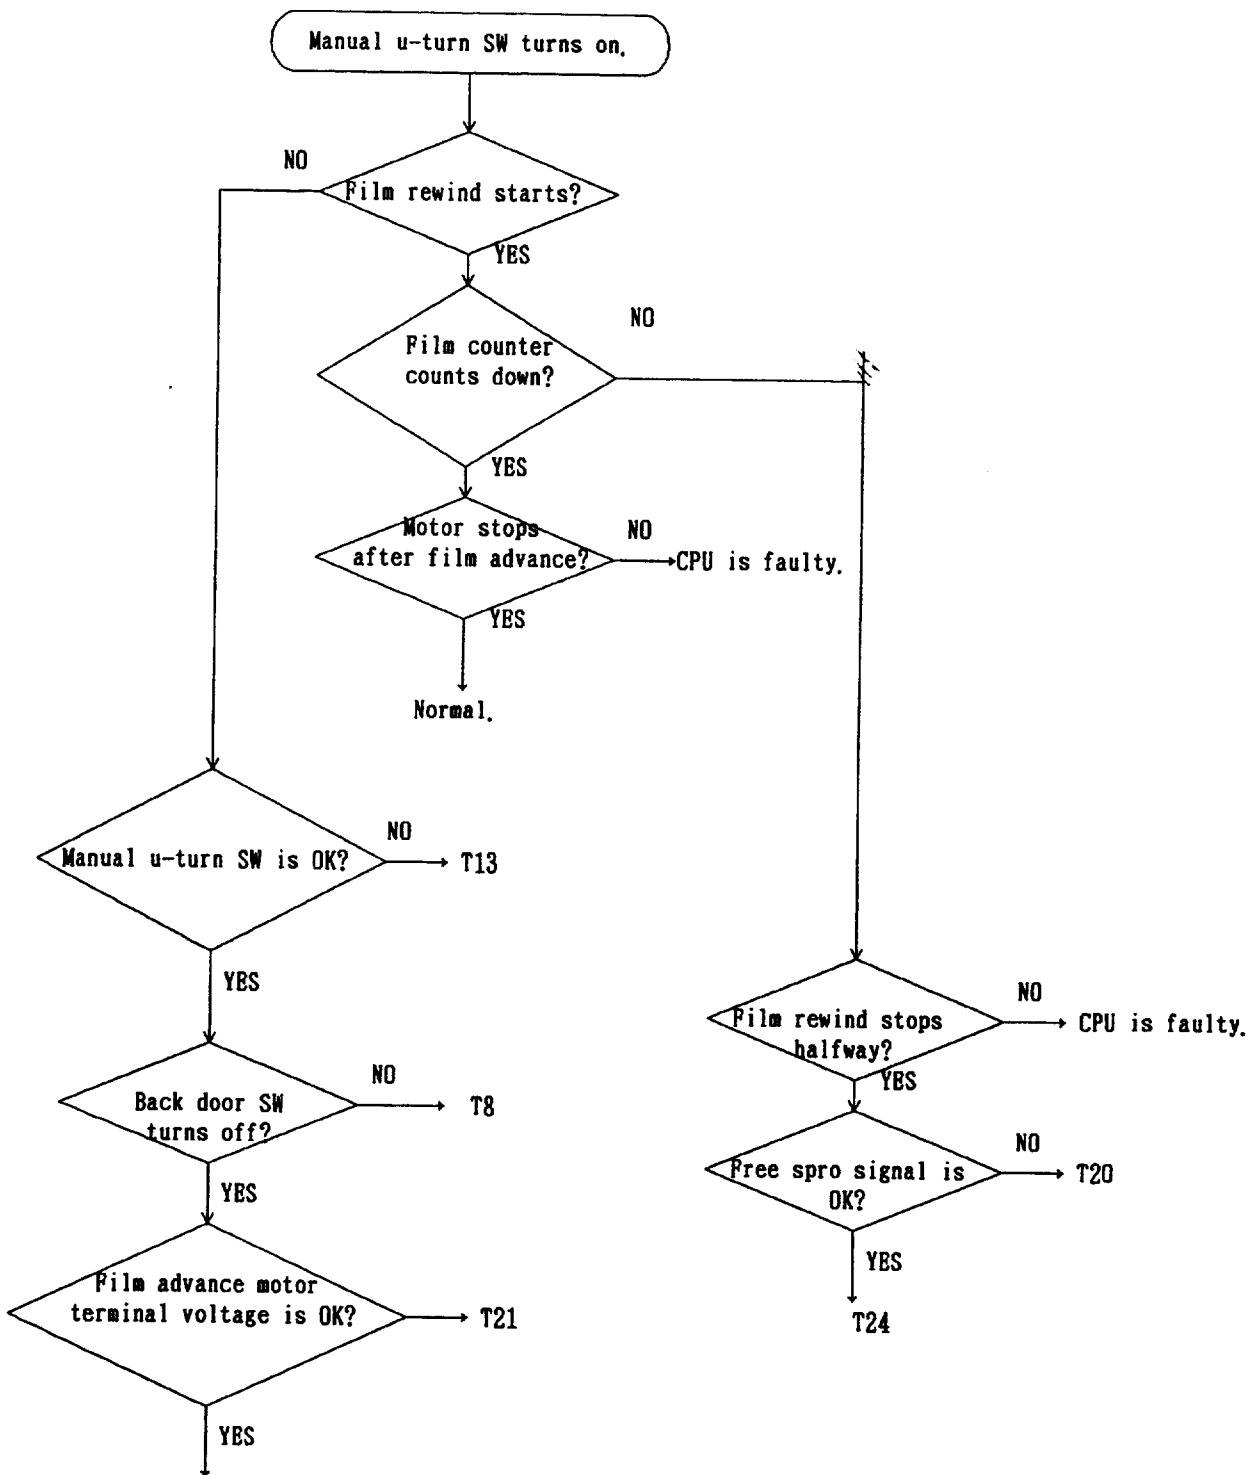 Manual u-turn SW turns on.
NO
Film rewind starts?
YES
NO
Film counter
counts down?
YES
Motor stops
after film advance?
NO
CPU is faulty.
YES
Normal.
Manual u-turn SW is OK?
NO
T13
YES
Film rewind stops
halfway?
NO
CPU is faulty.
YES
Back door SW
turns off?
NO
T8
YES
Free spro signal is
OK?
NO
T20
YES
T24
Film advance motor
terminal voltage is OK?
T21
YES